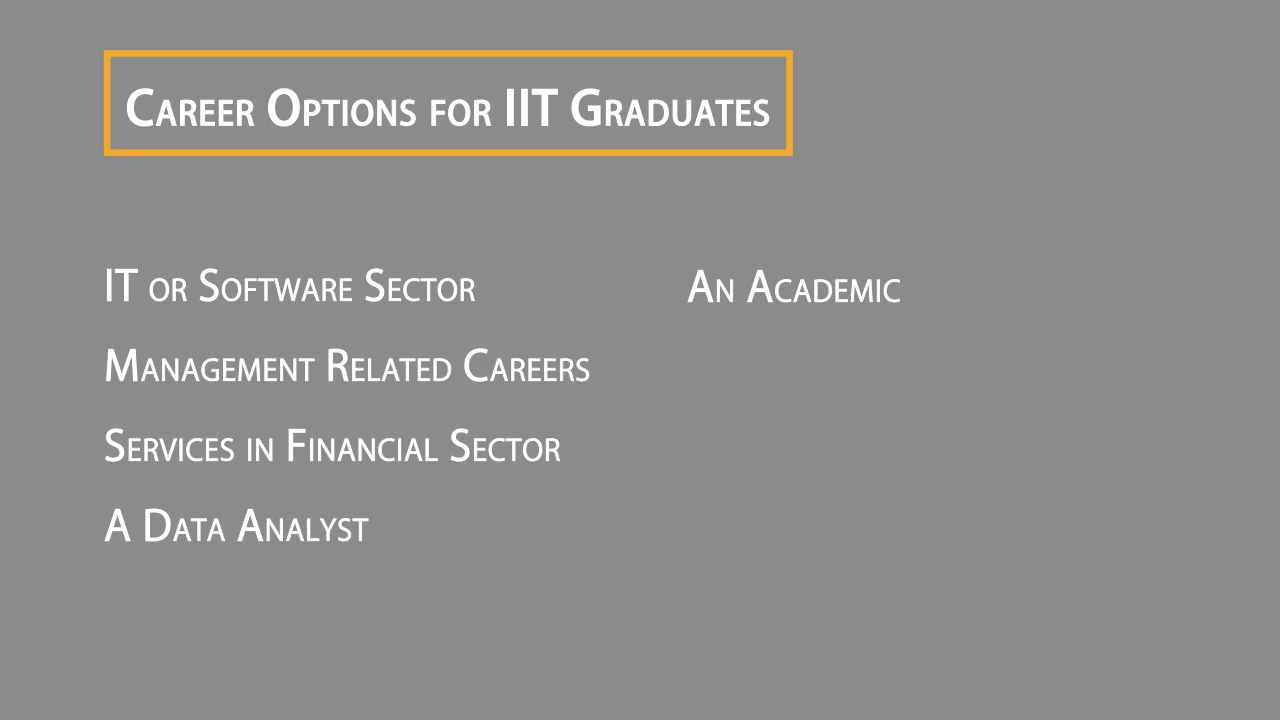 Career Options for IIT Graduates
IT or Software Sector
Management Related Careers
Services in Financial Sector
A Data Analyst
An Academic